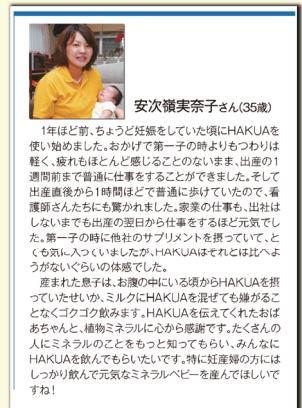 安次嶺実奈子さん(35歳)
1年ほど前、ちょうど妊娠をしていた頃にHAKUAを
使い始めました。おかげで第一子の時よりもつわりは
軽く、疲れもほとんど感じることのないまま、出産の1
週間前まで普通に仕事をすることができました。そして
出産直後から1時間ほどで普通に歩けていたので、看
護師さんたちにも驚かれました。家業の仕事も、出社は
しないまでも出産の翌日から仕事をするほど元気でし
た。第一子の時に他社のサプリメントを摂っていて、と
ても気に入っていましたが、HAKUAはそれとは比べよ
うがないぐらいの体感でした。
産まれた息子は、お腹の中にいる頃からHAKUAを摂
っていたせいか、ミルクにHAKUAを混ぜても嫌がるこ
となくゴクゴク飲みます。HAKUAを伝えてくれたおば
あちゃんと、植物ミネラルに心から感謝です。たくさんの
人にミネラルのことをもっと知ってもらい、みんなに
HAKUAを飲んでもらいたいです。特に妊産婦の方には
しっかり飲んで元気なミネラルベビーを産んでほしいで
すね!